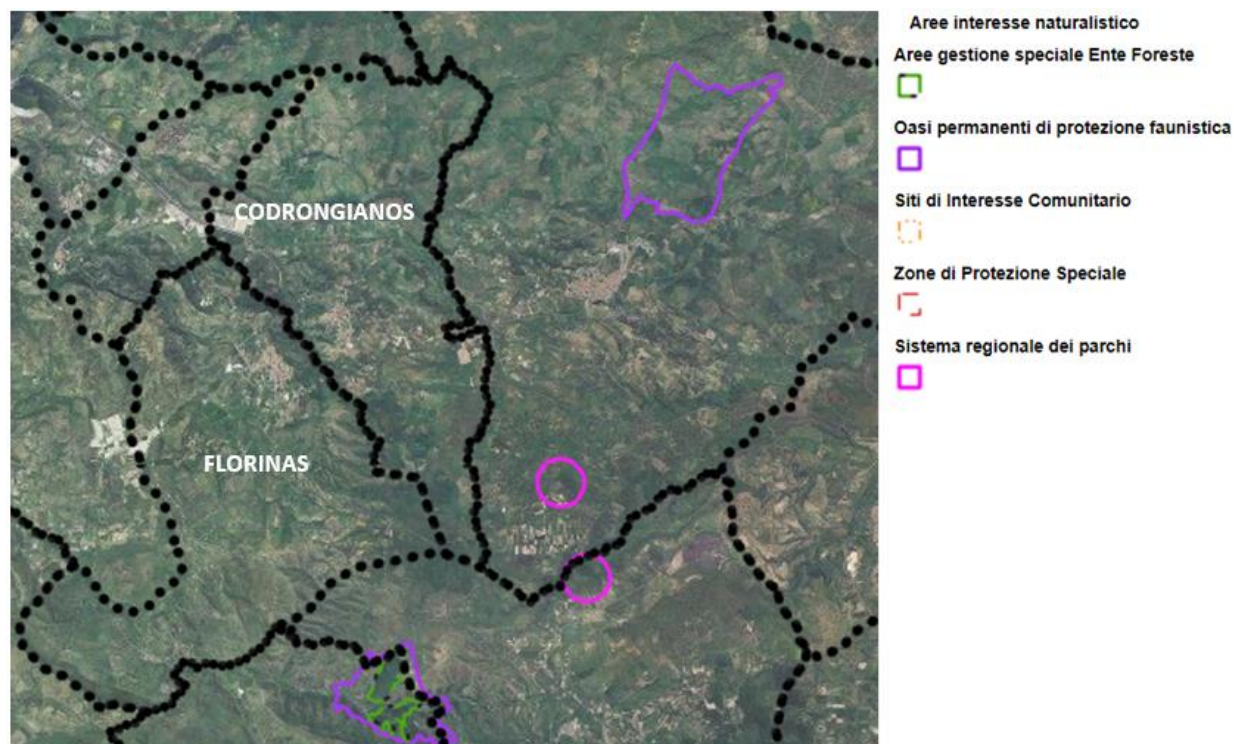 CODRONGIANOS
FLORINAS
Aree interesse naturalistico
Aree gestione speciale Ente Foreste
Oasi permanenti di protezione faunistica
Siti di Interesse Comunitario
Zone di Protezione Speciale
Sistema regionale dei parchi